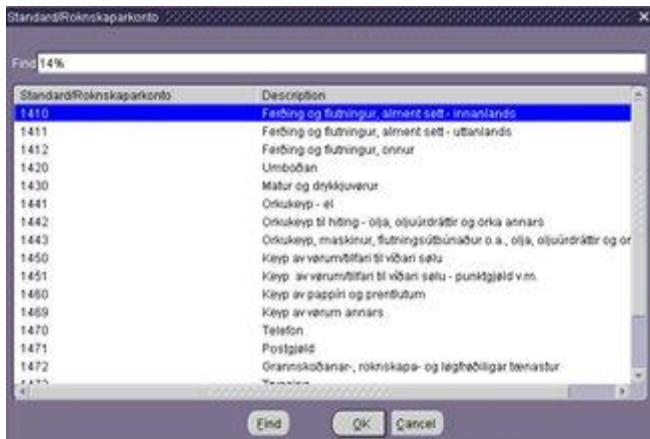 Standard/Roknskaparkonto
Find 14%
Standard/Roknskaparkonto Description
1410 Ferðing og flutningur, alment sett - innanlands
1411 Ferðing og flutningur, alment sett - uttanlands
1412 Ferðing og flutningur, onnur
1420 Umboðan
1430 Matur og drykkjuvørur
1441 Orkukeyp - el
1442 Orkukeyp til hiting - olja, oljuúrdráttir og orka annars
1443 Orkukeyp, maskinur, flutningsútbúnaður o.a., olja, oljuúrdráttir og or
1450 Keyp av vørum/tilfari til víðari sølu
1451 Keyp av vørum/tilfari til víðari sølu - punktgjøld v.m.
1460 Keyp av pappíri og prentlutum
1469 Keyp av vørum annars
1470 Telefon
1471 Postgjøld
1472 Grannskoðanar-, roknskapa- og løgfrøðiligar tænastur
Find OK Cancel